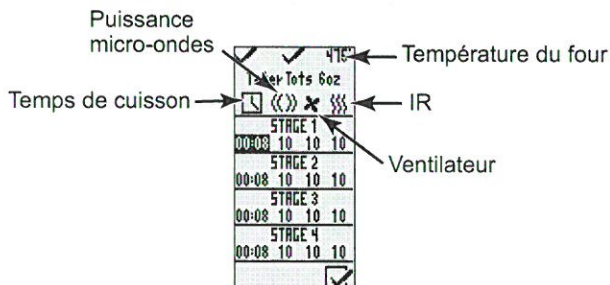 Puissance
micro-ondes
475°
Température du four
Tater Tots 6oz
Temps de cuisson
IR
STAGE 1
00:08 10 10 10
Ventilateur
STAGE 2
00:08 10 10 10
STAGE 3
00:08 10 10 10
STAGE 4
00:08 10 10 10